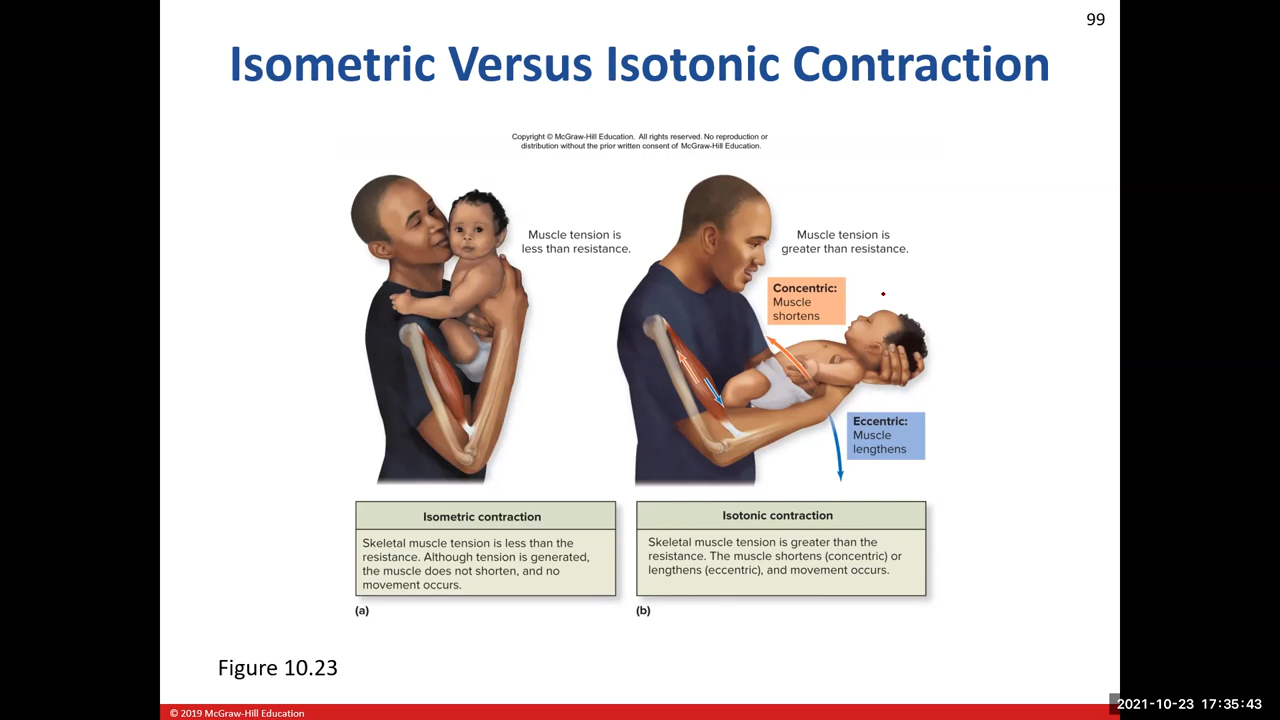 99
Isometric Versus Isotonic Contraction
Copyright © McGraw-Hill Education. All rights reserved. No reproduction or
distribution without the prior written consent of McGraw-Hill Education.
Muscle tension is
less than resistance.
Muscle tension is
greater than resistance.
Concentric:
Muscle
shortens
Eccentric:
Muscle
lengthens
Isometric contraction
Skeletal muscle tension is less than the
resistance. Although tension is generated,
the muscle does not shorten, and no
movement occurs.
(a)
Isotonic contraction
Skeletal muscle tension is greater than the
resistance. The muscle shortens (concentric) or
lengthens (eccentric), and movement occurs.
(b)
Figure 10.23
© 2019 McGraw-Hill Education
2021-10-23 17:35:43